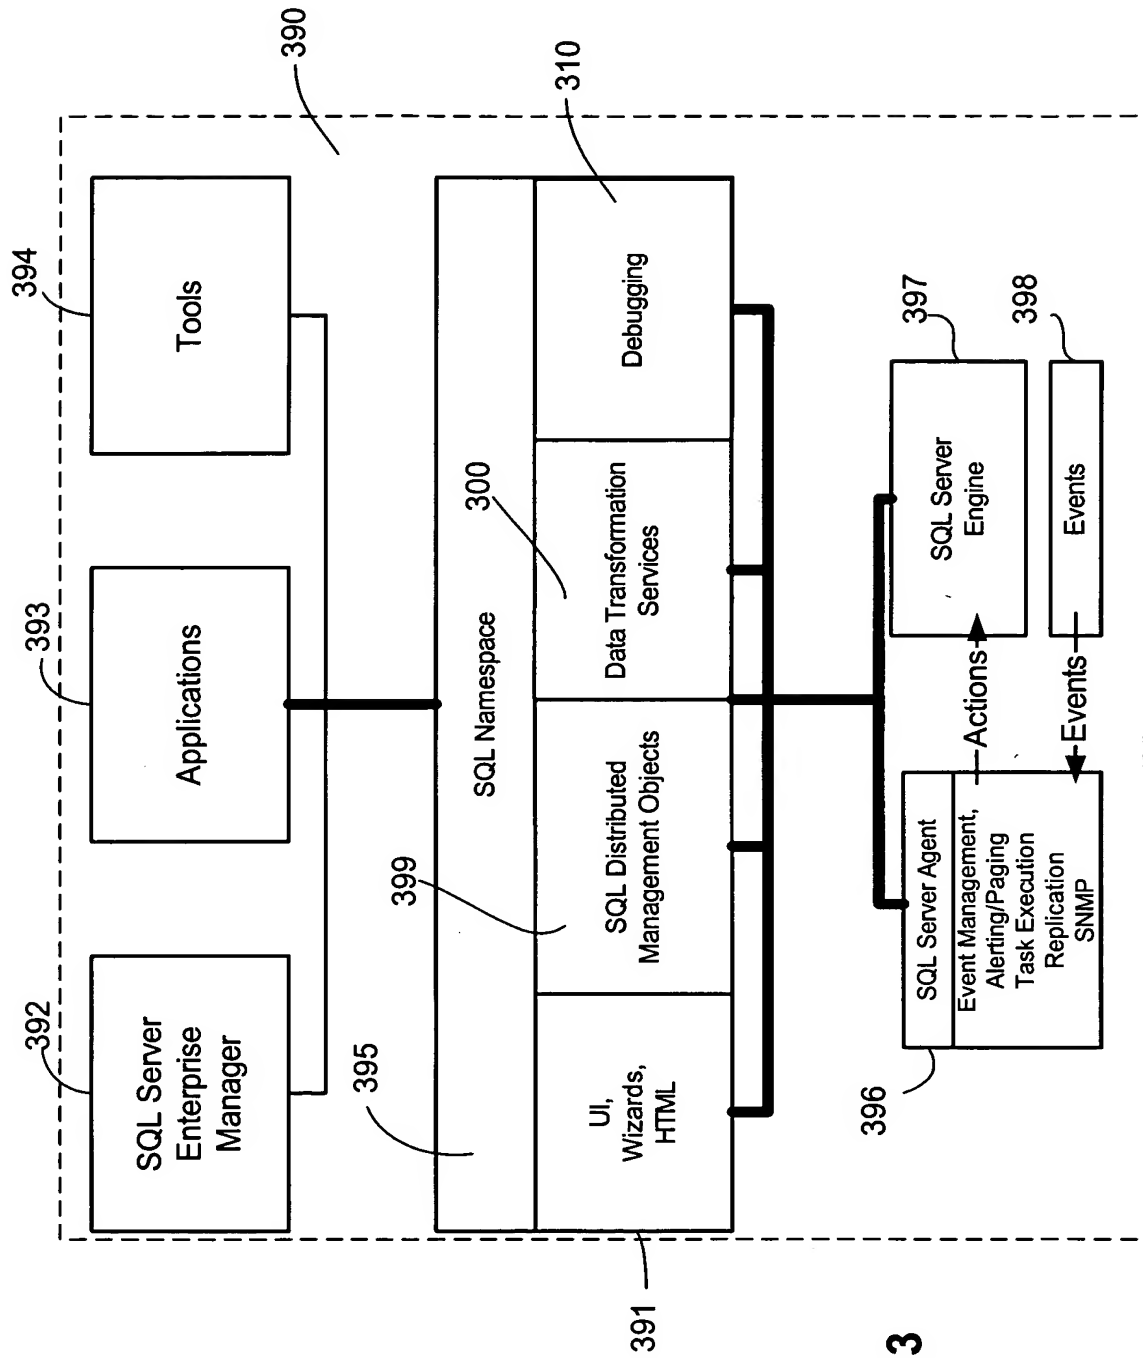 390
392
SQL Server
Enterprise
Manager
393
Applications
394
Tools
395
SQL Namespace
391
UI,
Wizards,
HTML
399
SQL Distributed
Management Objects
300
Data Transformation
Services
310
Debugging
396
SQL Server Agent
Event Management,
Alerting/Paging
Task Execution
Replication
SNMP
Actions
Events
397
SQL Server
Engine
398
Events
3